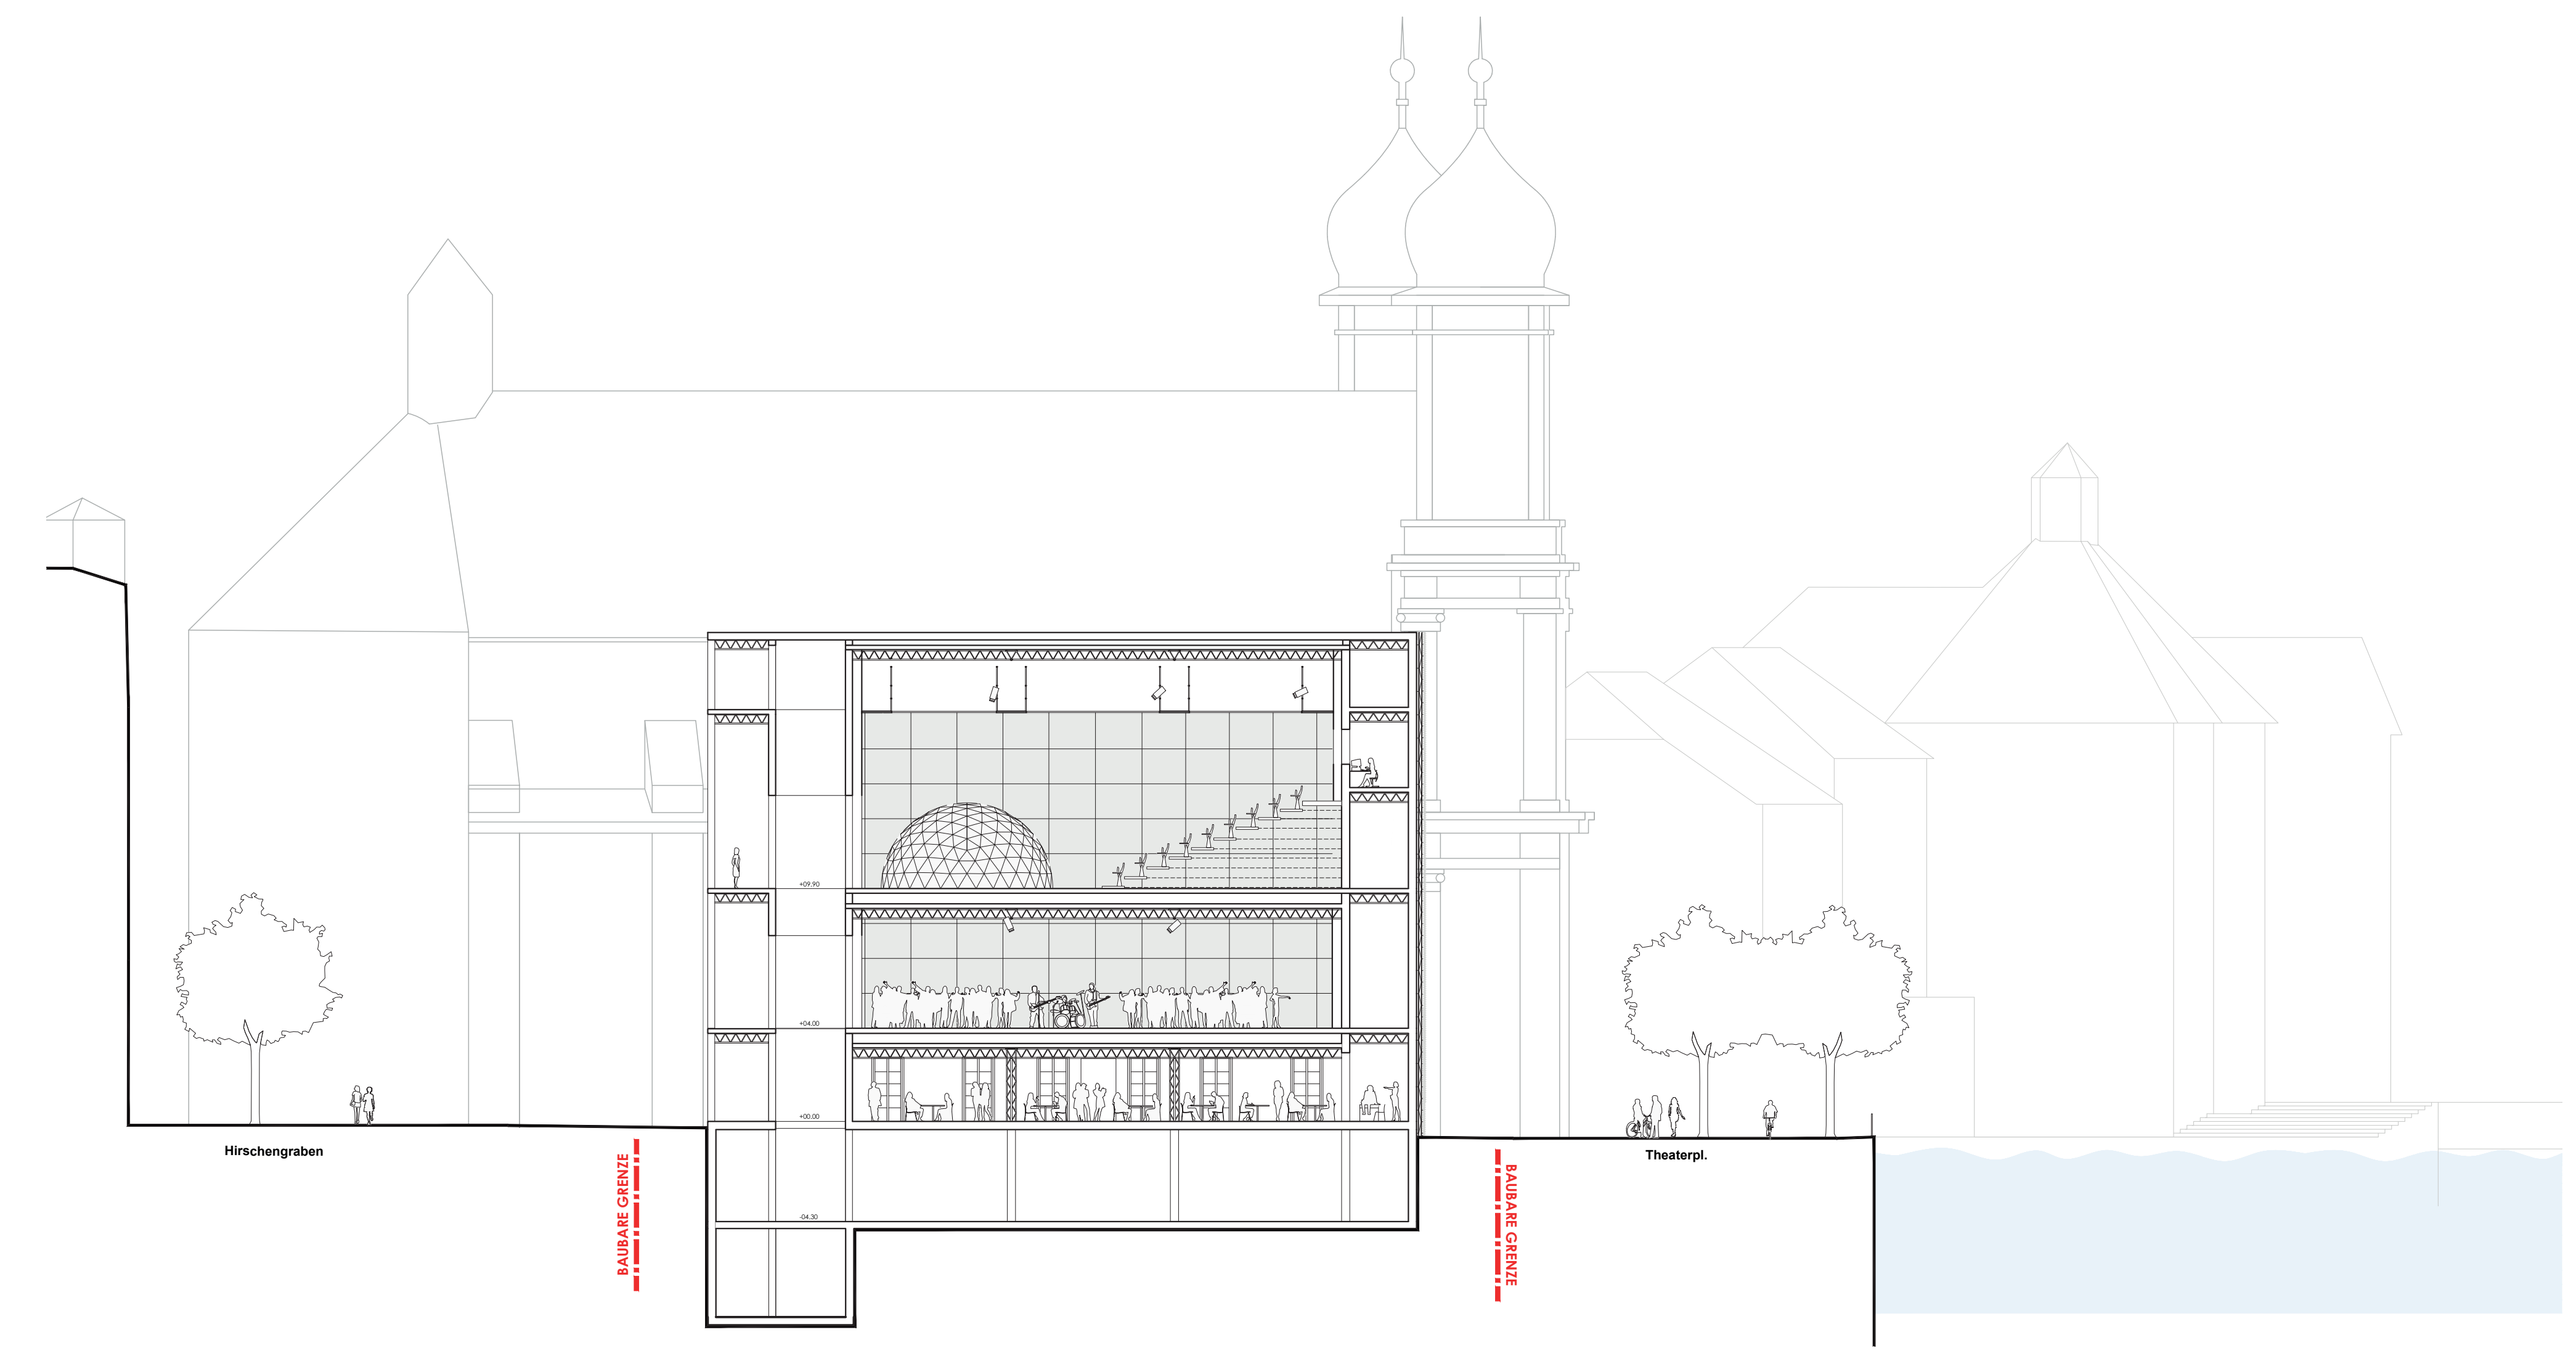 +09.90
+04.00
+00.00
Hirschengraben
Theaterpl.
BAUBARE GRENZE
BAUBARE GRENZE
-04.30